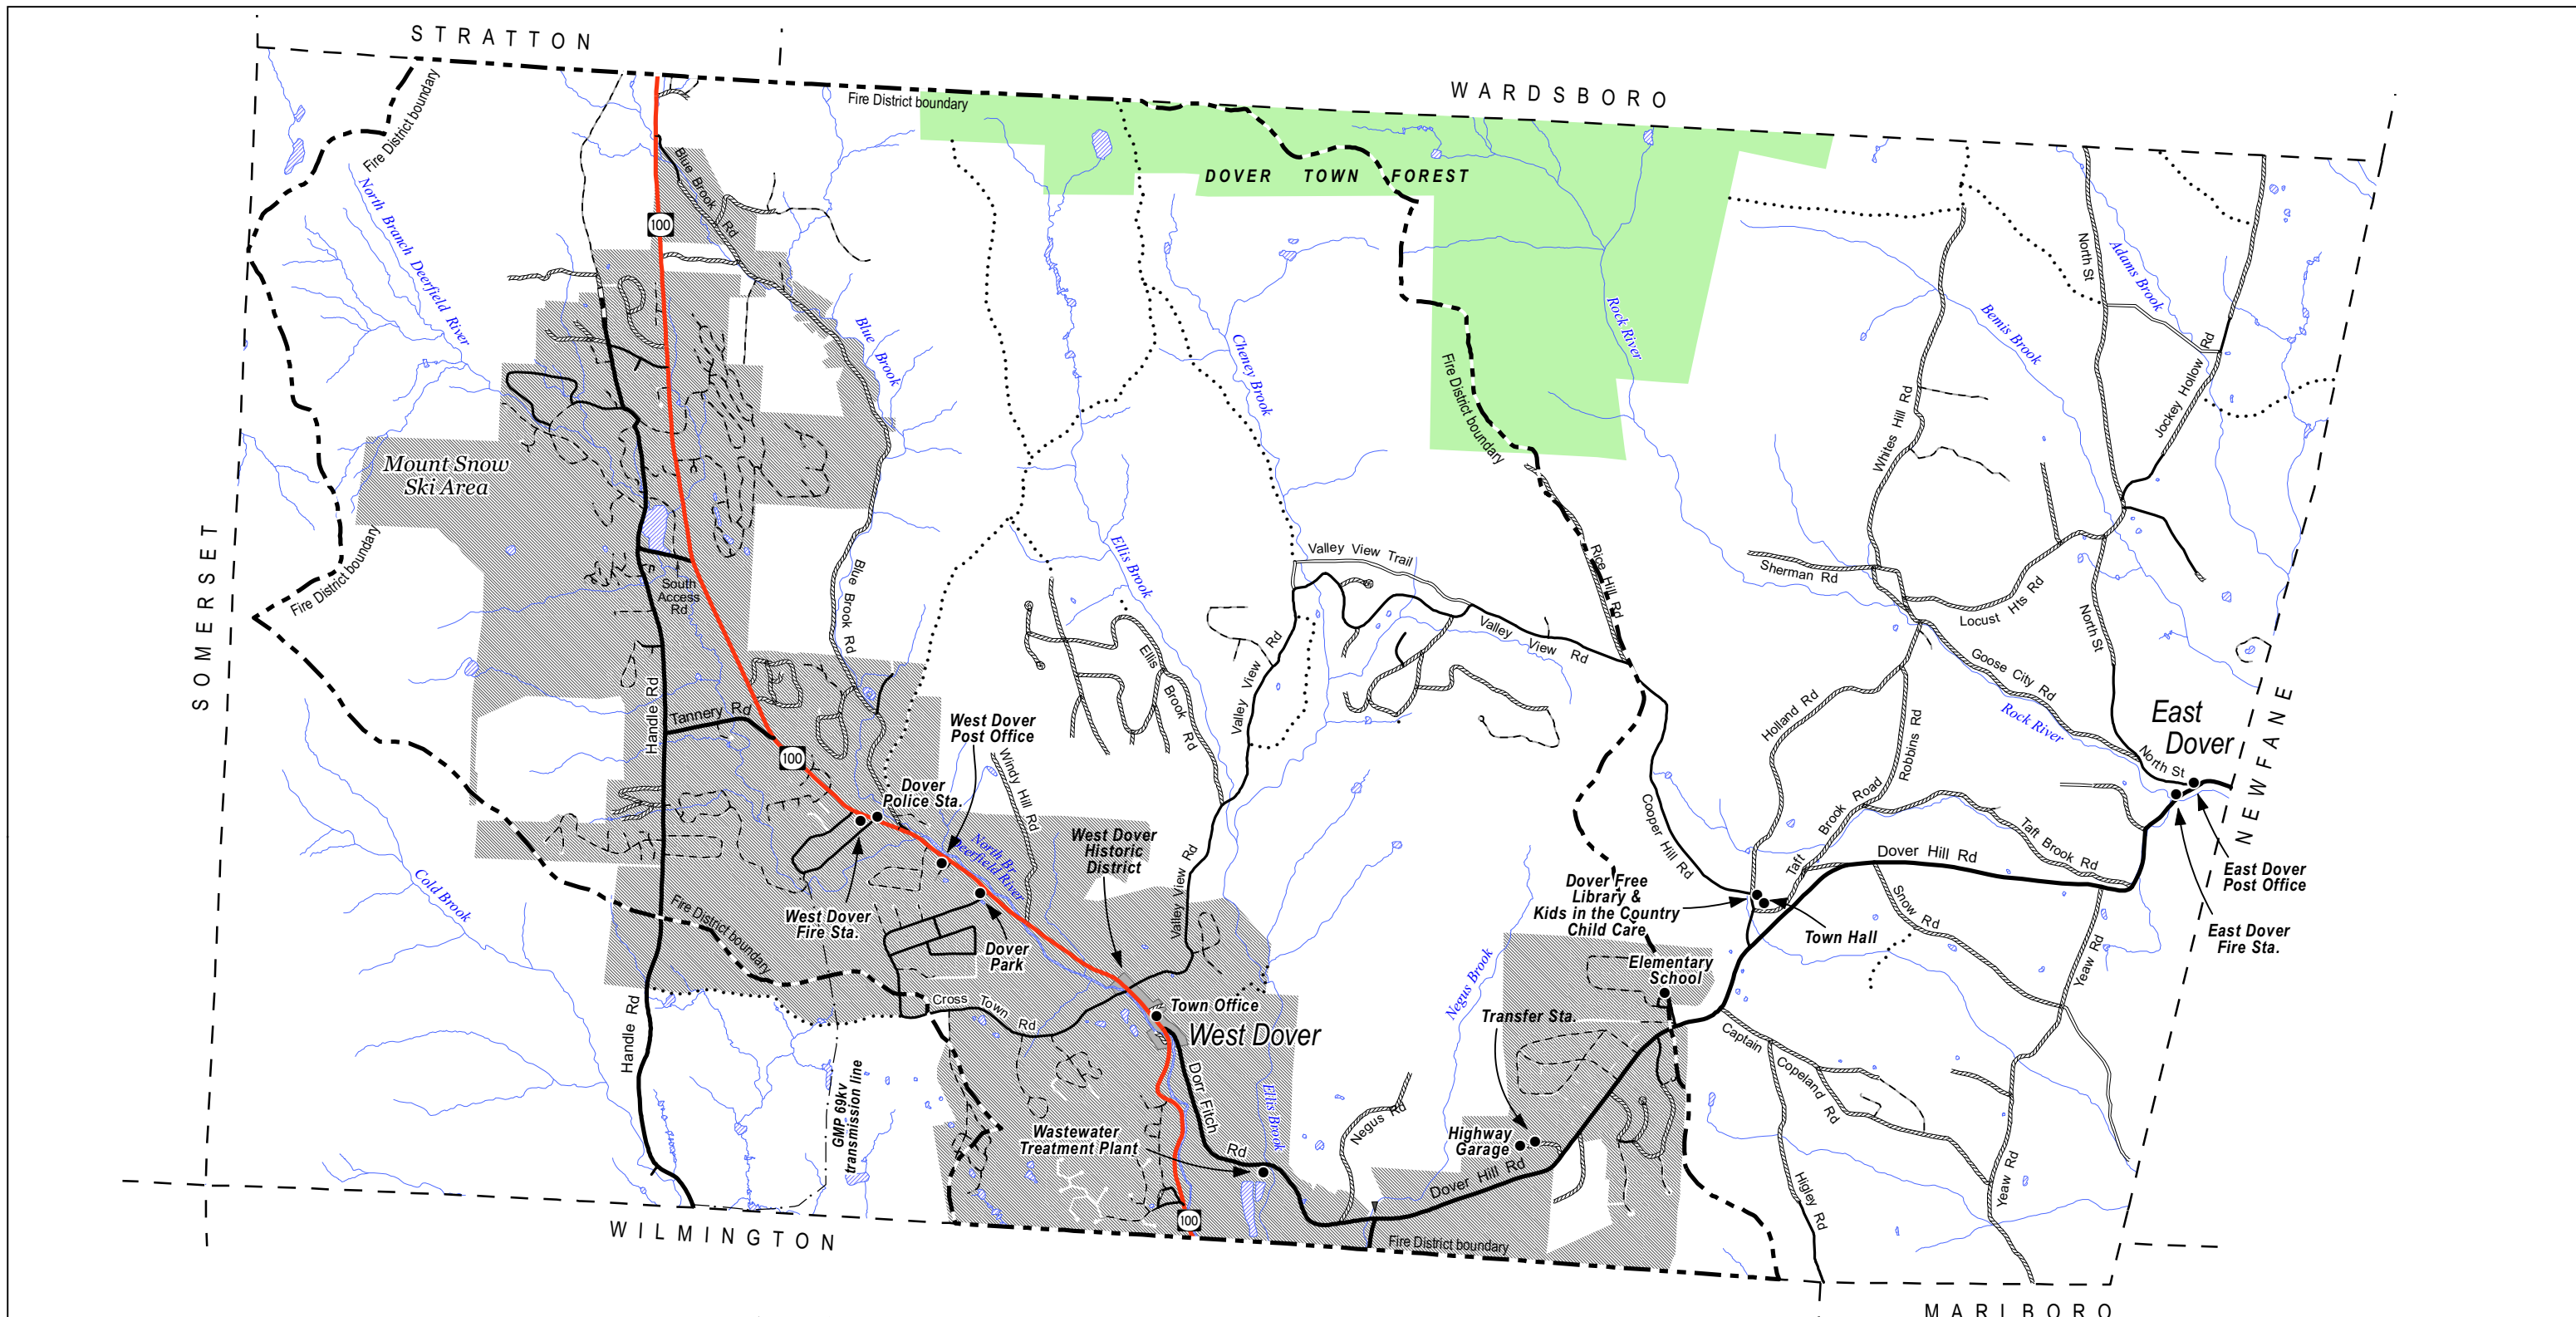 STRATTON
WARDSBORO
Fire District boundary
Fire District boundary
DOVER TOWN FOREST
100
Blue Brook Rd
North Branch Deerfield River
Blue Brook
Cheney Brook
Rock River
Fire District boundary
North St
Adams Brook
Bemis Brook
Jockey Hollow Rd
Whites Hill Rd
Mount Snow
Ski Area
SOMERSET
Fire District boundary
South
Access
Rd
Blue Brook Rd
Ellis Brook
Valley View Trail
Rice Hill Rd
Sherman Rd
Locust Hts Rd
North St
Valley View Rd
Valley View Rd
Ellis Brook Rd
Goose City Rd
Rock River
East
Dover
North St
NEWFANE
Handle Rd
Tannery Rd
100
West Dover
Post Office
Windy Hill Rd
Dover
Police Sta.
Holland Rd
Robbins Rd
Cooper Hill Rd
Taft Brook Road
Taft Brook Rd
Dover Hill Rd
West Dover
Historic
District
North Br
Deerfield River
Valley View Rd
Cold Brook
Fire District boundary
West Dover
Fire Sta.
Dover
Park
Dover Free
Library &
Kids in the Country
Child Care
Town Hall
Snow Rd
Yeaw Rd
East Dover
Post Office
East Dover
Fire Sta.
Elementary
School
Negus Brook
Transfer Sta.
Cross Town Rd
Town Office
West Dover
Handle Rd
GMP 69kv
transmission line
Dorr Fitch Rd
Ellis Brook
Wastewater
Treatment Plant
Negus Rd
Highway
Garage
Dover Hill Rd
Captain Copeland Rd
Higley Rd
Yeaw Rd
100
WILMINGTON
Fire District boundary
MARLBORO